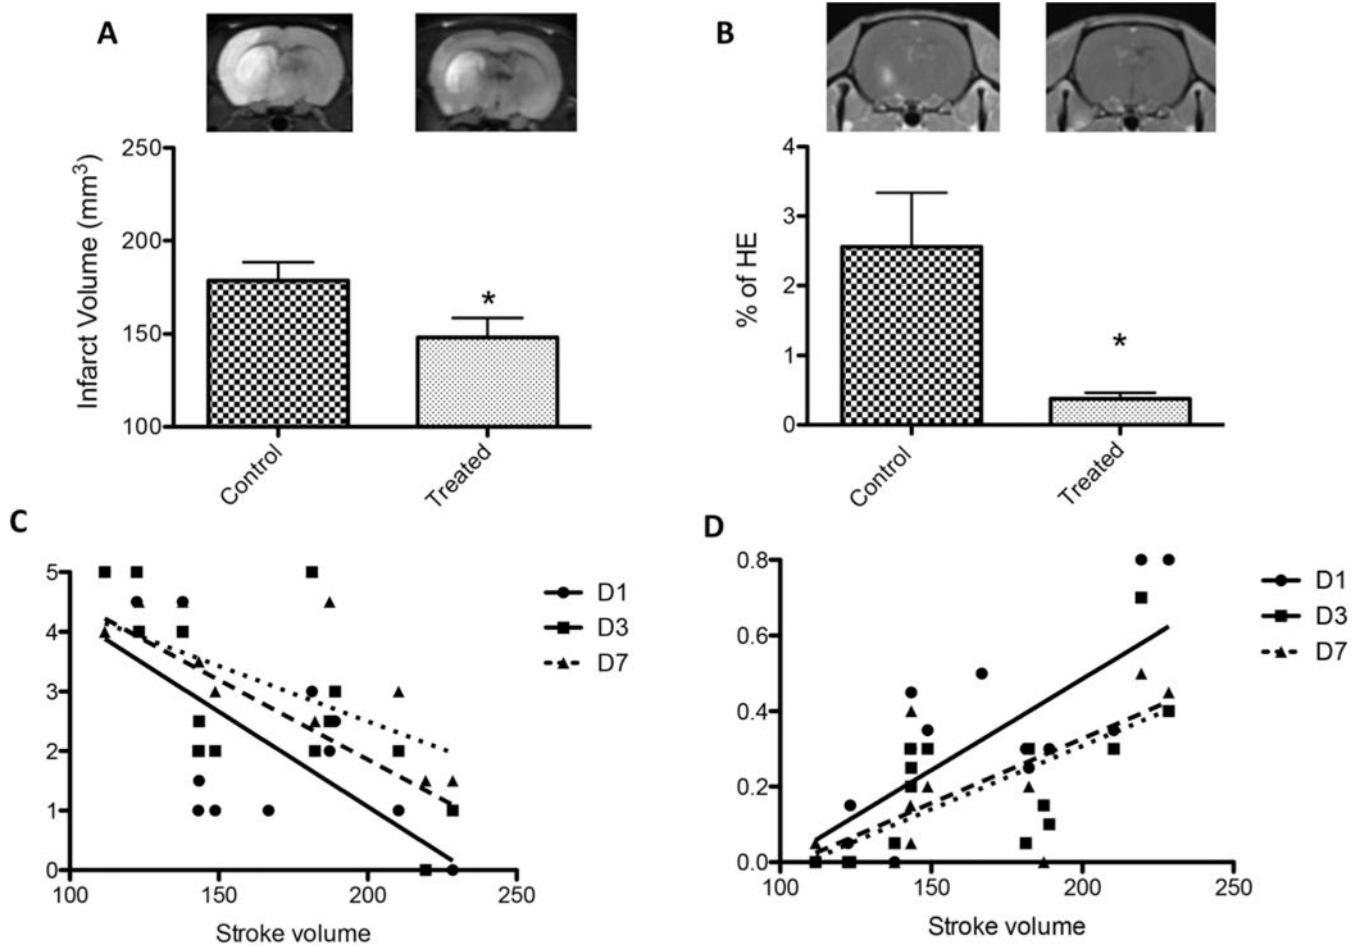 A
B
250
200
150
100
Infarct Volume (mm³)
*
Control
Treated
4
3
2
1
0
% of HE
*
Control
Treated
C
5
4
3
2
1
0
100
150
200
250
Stroke volume
D1
D3
D7
D
0.8
0.6
0.4
0.2
0.0
100
150
200
250
Stroke volume
D1
D3
D7